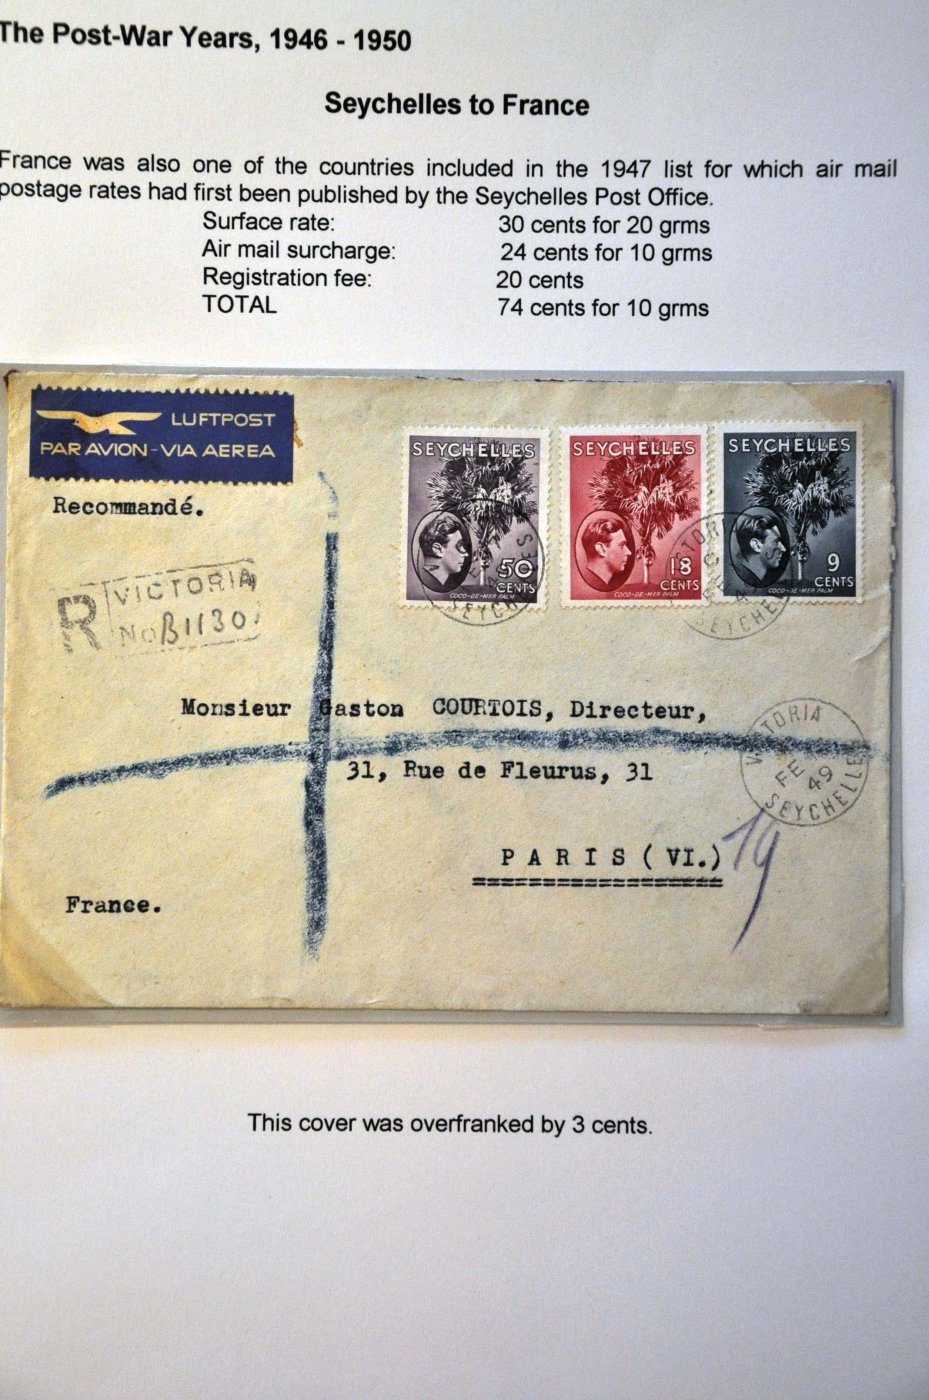 The Post-War Years, 1946 - 1950
Seychelles to France
France was also one of the countries included in the 1947 list for which air mail
postage rates had first been published by the Seychelles Post Office.
Surface rate: 30 cents for 20 grms
Air mail surcharge: 24 cents for 10 grms
Registration fee: 20 cents
TOTAL 74 cents for 10 grms
LUFTPOST
PAR AVION - VIA AEREA
Recommandé.
SEYCHELLES
50
CENTS
COCO-DE-MER PALM
SEYCHELLES
18
CENTS
COCO-DE-MER PALM
SEYCHELLES
9
CENTS
COCO-DE-MER PALM
R
VICTORIA
No B1130
Monsieur Gaston COURTOIS, Directeur,
31, Rue de Fleurus, 31
PARIS (VI.)
19
France.
VICTORIA
FE
49
SEYCHELLES
This cover was overfranked by 3 cents.